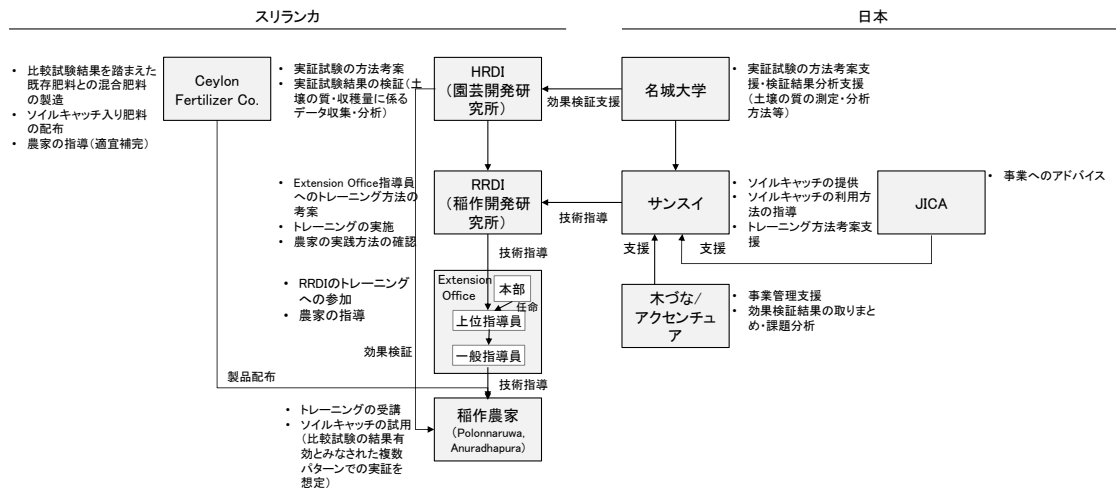 スリランカ
日本
• 比較試験結果を踏まえた
既存肥料との混合肥料
の製造
• ソイルキャッチ入り肥料
の配布
• 農家の指導（適宜補完）
Ceylon
Fertilizer Co.
• 実証試験の方法考案
• 実証試験結果の検証（土
壌の質・収穫量に係る
データ収集・分析）
HRDI
（園芸開発研
究所）
効果検証支援
名城大学
• 実証試験の方法考案支
援・検証結果分析支援
（土壌の質の測定・分析
方法等）
• Extension Office指導員
へのトレーニング方法の
考案
• トレーニングの実施
• 農家の実践方法の確認
RRDI
（稲作開発研
究所）
技術指導
サンスイ
• ソイルキャッチの提供
• ソイルキャッチの利用方
法の指導
• トレーニング方法考案支
援
JICA
• 事業へのアドバイス
技術指導
支援
支援
• RRDIのトレーニング
への参加
• 農家の指導
Extension
Office
本部
任命
上位指導員
一般指導員
木づな/
アクセンチュ
ア
• 事業管理支援
• 効果検証結果の取りまと
め・課題分析
効果検証
製品配布
技術指導
• トレーニングの受講
• ソイルキャッチの試用
（比較試験の結果有
効とみなされた複数
パターンでの実証を
想定）
稲作農家
(Polonnaruwa,
Anuradhapura)